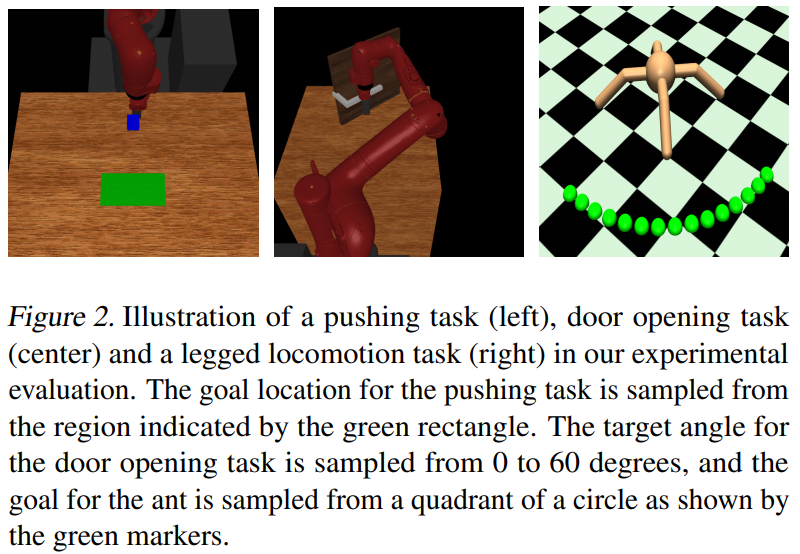 Figure 2. Illustration of a pushing task (left), door opening task
(center) and a legged locomotion task (right) in our experimental
evaluation. The goal location for the pushing task is sampled from
the region indicated by the green rectangle. The target angle for
the door opening task is sampled from 0 to 60 degrees, and the
goal for the ant is sampled from a quadrant of a circle as shown by
the green markers.